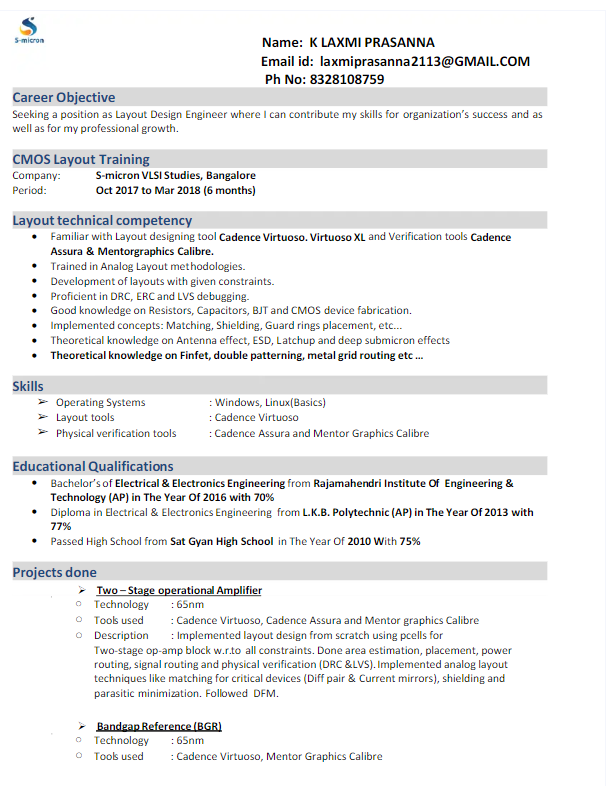 S-micron
Name: K LAXMI PRASANNA
Email id: laxmiprasanna2113@GMAIL.COM
Ph No: 8328108759
Career Objective
Seeking a position as Layout Design Engineer where I can contribute my skills for organization's success and as
well as for my professional growth.
CMOS Layout Training
Company: S-micron VLSI Studies, Bangalore
Period: Oct 2017 to Mar 2018 (6 months)
Layout technical competency
• Familiar with Layout designing tool Cadence Virtuoso. Virtuoso XL and Verification tools Cadence
Assura & Mentorgraphics Calibre.
• Trained in Analog Layout methodologies.
• Development of layouts with given constraints.
• Proficient in DRC, ERC and LVS debugging.
• Good knowledge on Resistors, Capacitors, BJT and CMOS device fabrication.
• Implemented concepts: Matching, Shielding, Guard rings placement, etc...
• Theoretical knowledge on Antenna effect, ESD, Latchup and deep submicron effects
• Theoretical knowledge on Finfet, double patterning, metal grid routing etc ...
Skills
➢ Operating Systems : Windows, Linux(Basics)
➢ Layout tools : Cadence Virtuoso
➢ Physical verification tools : Cadence Assura and Mentor Graphics Calibre
Educational Qualifications
• Bachelor's of Electrical & Electronics Engineering from Rajamahendri Institute Of Engineering &
Technology (AP) in The Year Of 2016 with 70%
• Diploma in Electrical & Electronics Engineering from L.K.B. Polytechnic (AP) in The Year Of 2013 with
77%
• Passed High School from Sat Gyan High School in The Year Of 2010 With 75%
Projects done
➢ Two – Stage operational Amplifier
○ Technology : 65nm
○ Tools used : Cadence Virtuoso, Cadence Assura and Mentor graphics Calibre
○ Description : Implemented layout design from scratch using pcells for
Two-stage op-amp block w.r.to all constraints. Done area estimation, placement, power
routing, signal routing and physical verification (DRC &LVS). Implemented analog layout
techniques like matching for critical devices (Diff pair & Current mirrors), shielding and
parasitic minimization. Followed DFM.
➢ Bandgap Reference (BGR)
○ Technology : 65nm
○ Tools used : Cadence Virtuoso, Mentor Graphics Calibre